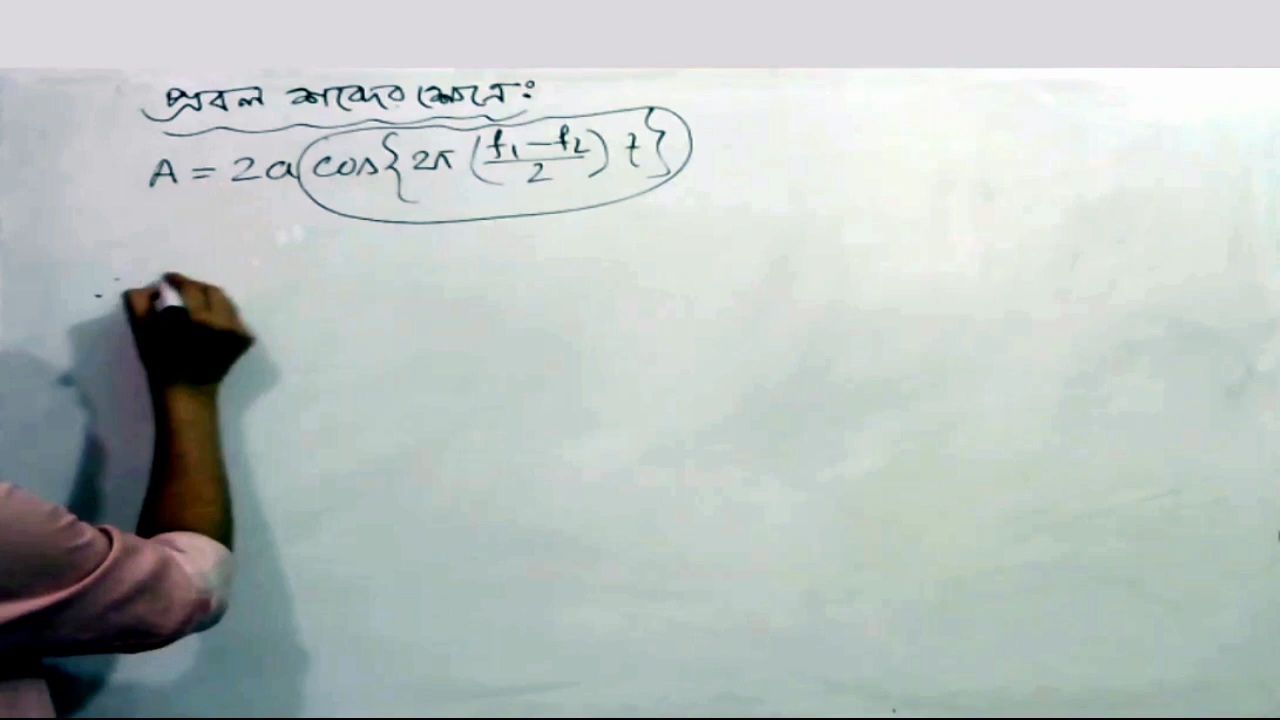 প্রবল শব্দের ক্ষেত্রে:
A = 2a cos{2π (f₁-f₂/2) t}